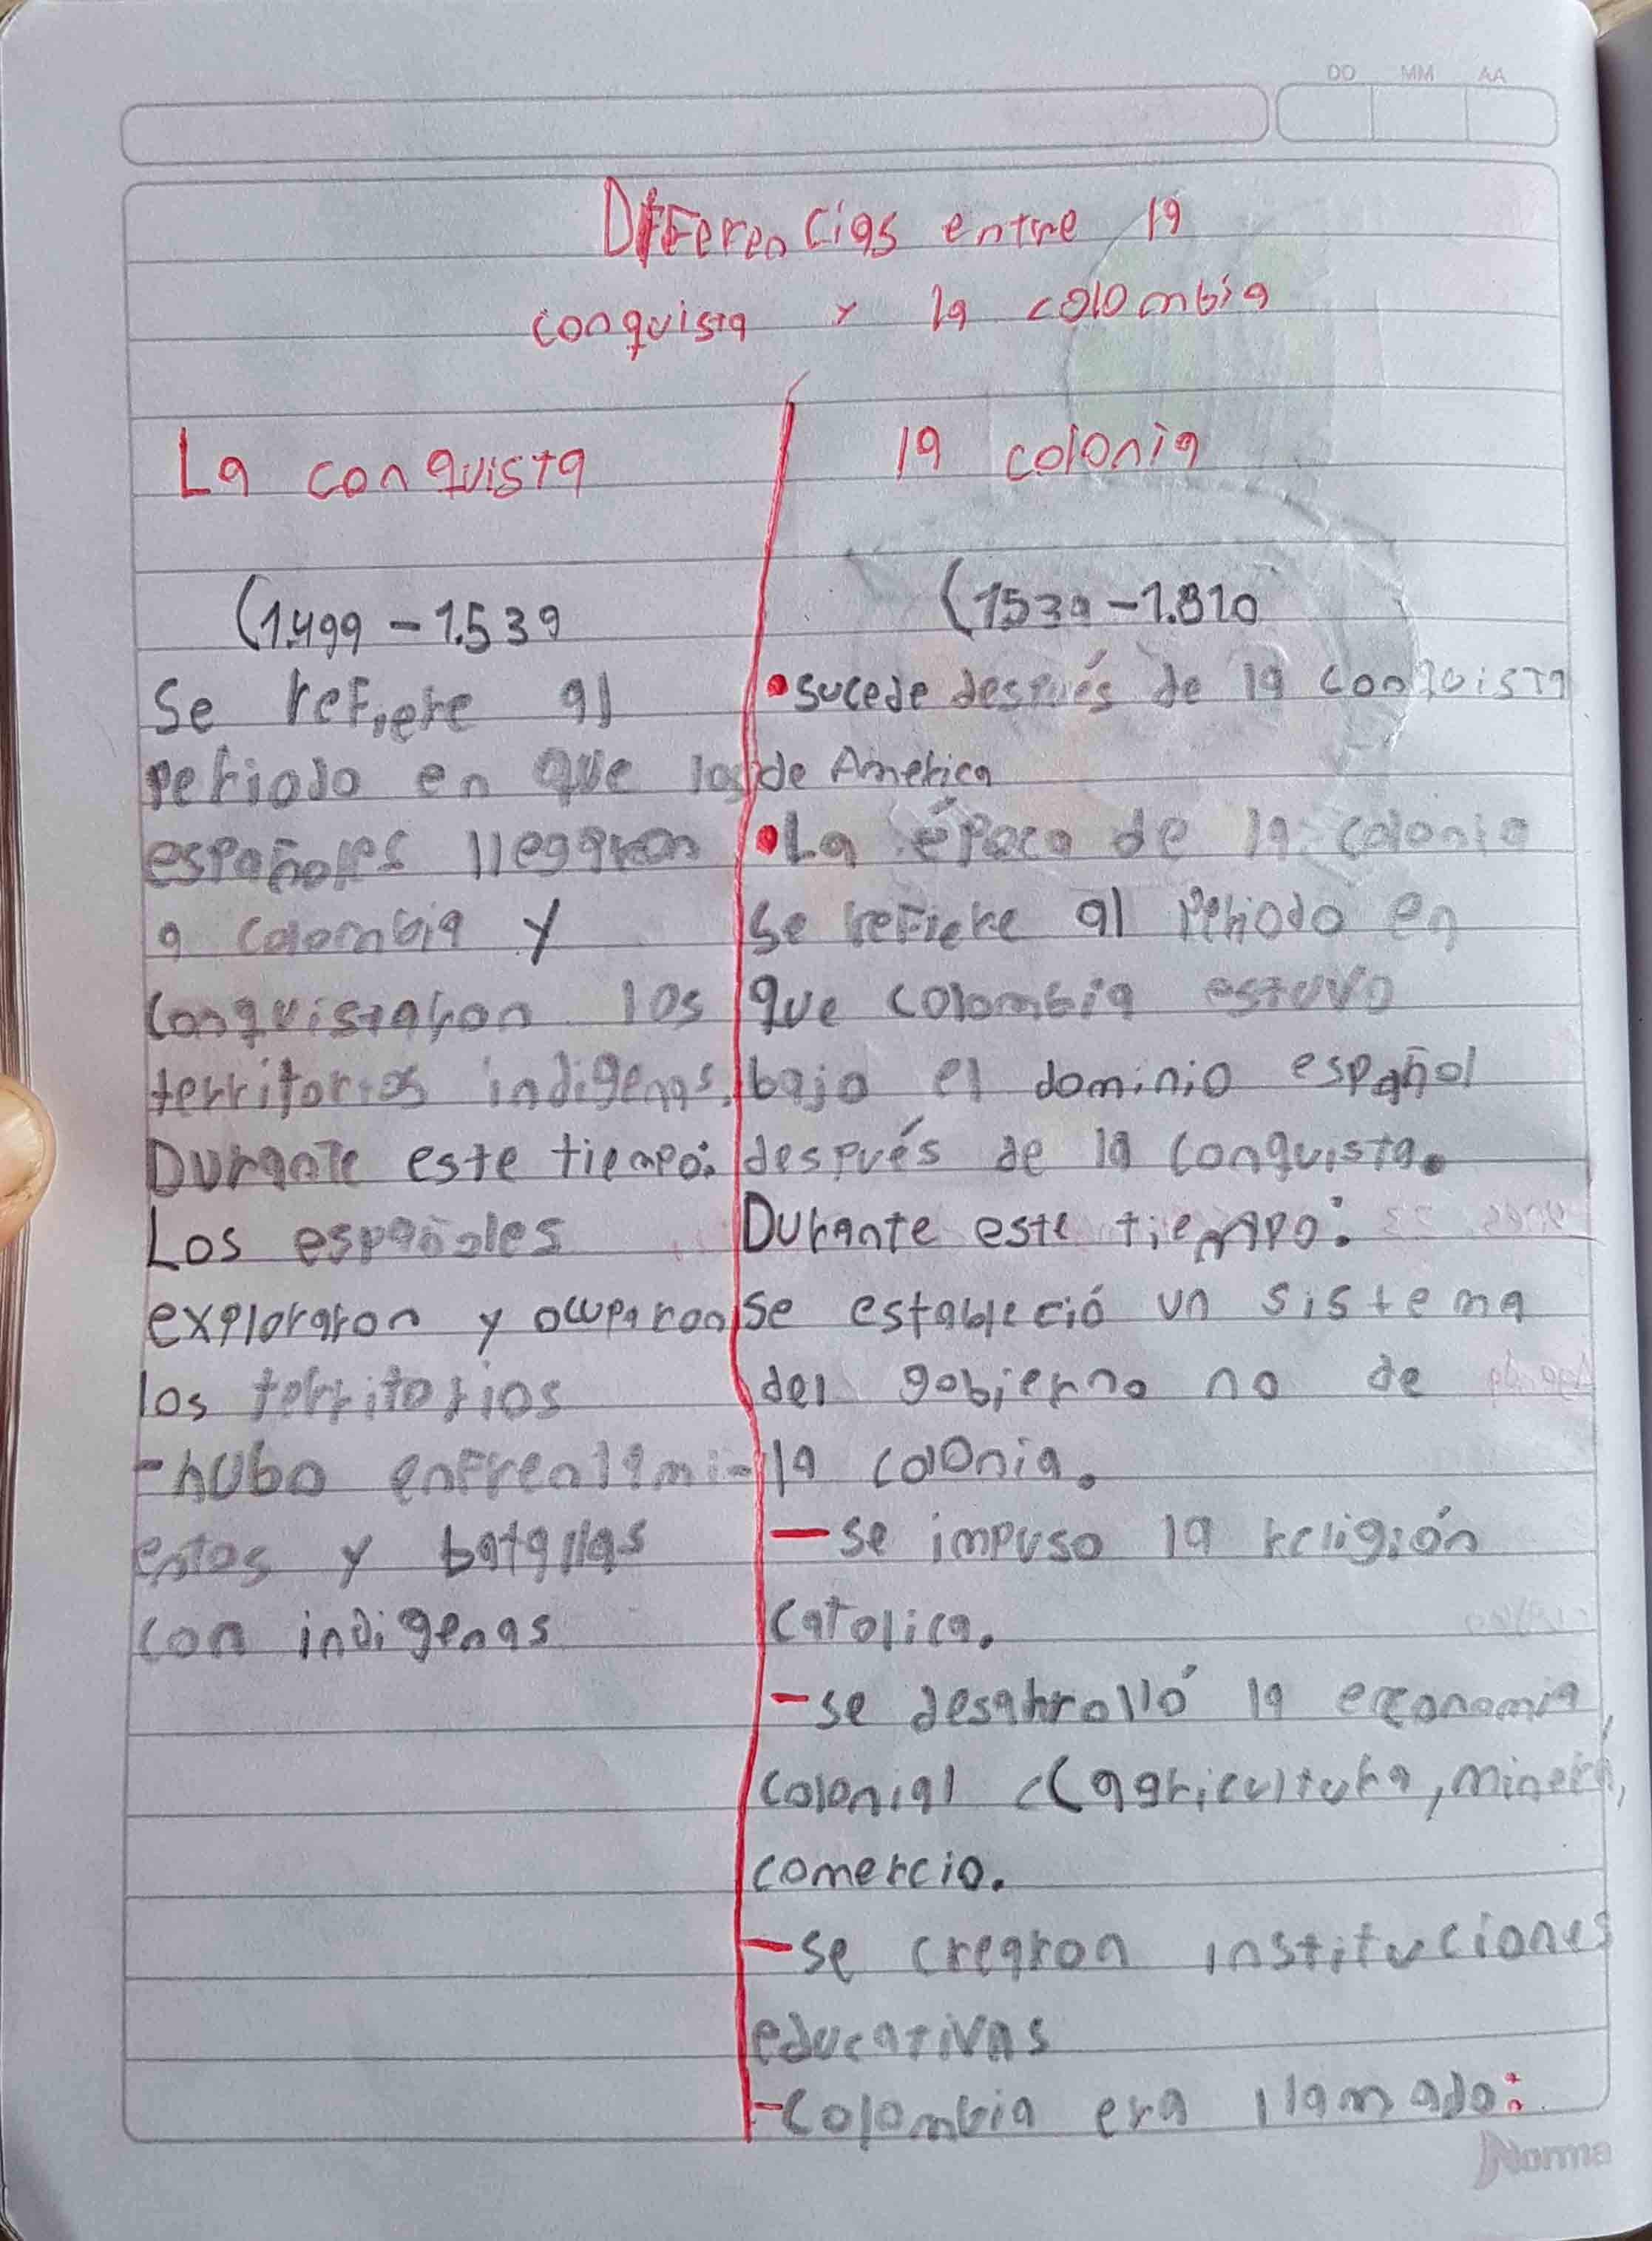 DD MM AA
Diferencias entre la
conquista y la colombia
La conquista
(1.499 - 1.539
Se refiere al
periodo en que los
españoles llegaron
a colombia y
conquistaron los
territorios indigenas.
Durante este tiempo:
Los españoles
exploraron y ocuparon
los territorios
- hubo enfrentami-
entos y batallas
con indigenas
la colonia
(1539 - 1.810
• sucede después de la conquista
de America
• La época de la colonia
se refiere al periodo en
que colombia estuvo
bajo el dominio español
después de la conquista.
Durante este tiempo:
se estableció un sistema
del gobierno no de
la colonia.
- se impuso la religión
catolica.
- se desahrolló la economia
colonial ((agricultura, minera,
comercio.
- se crearon instituciones
educativas
- Colombia era llamado:
Norma